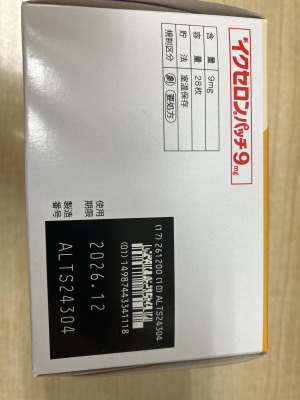 イクセロンパッチ9mg
含量 9mg
容量 28枚
貯法 室温保存
規制区分 劇 要処方
(17) 261200 (10) ALTS24304
(01) 14987443341118
使用期限 2026.12
製造番号 ALTS24304